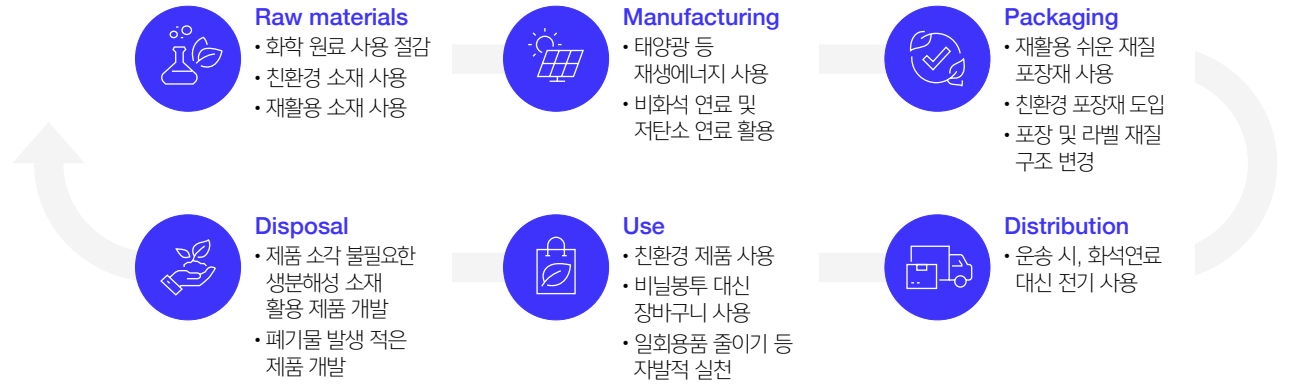 Raw materials
• 화학 원료 사용 절감
• 친환경 소재 사용
• 재활용 소재 사용
Manufacturing
• 태양광 등
재생에너지 사용
• 비화석 연료 및
저탄소 연료 활용
Packaging
• 재활용 쉬운 재질
포장재 사용
• 친환경 포장재 도입
• 포장 및 라벨 재질
구조 변경
Distribution
• 운송 시, 화석연료
대신 전기 사용
Use
• 친환경 제품 사용
• 비닐봉투 대신
장바구니 사용
• 일회용품 줄이기 등
자발적 실천
Disposal
• 제품 소각 불필요한
생분해성 소재
활용 제품 개발
• 폐기물 발생 적은
제품 개발